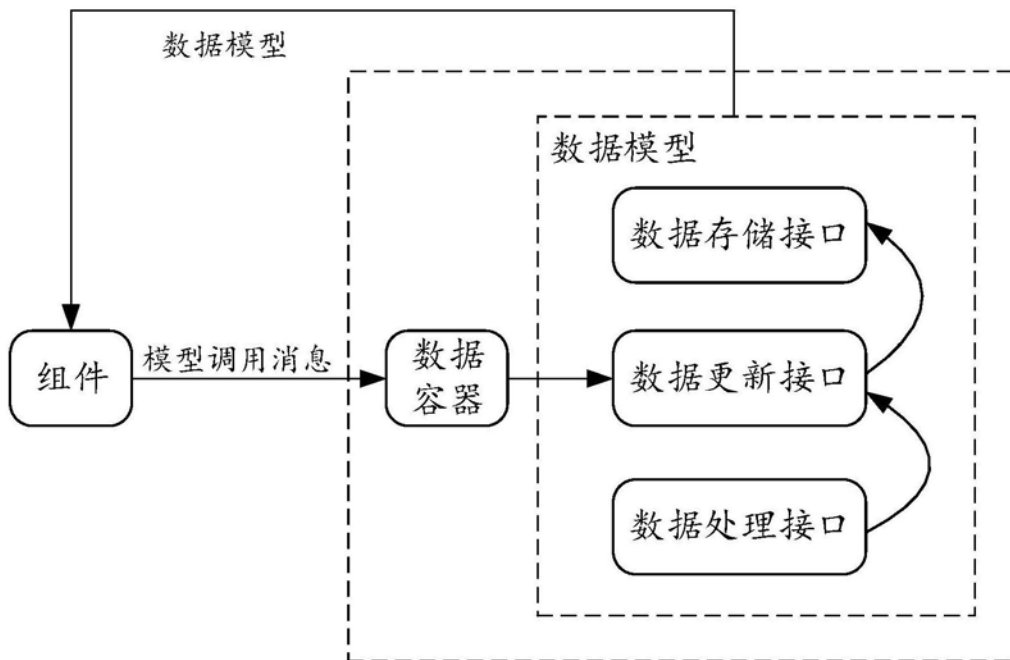 数据模型
数据模型
数据存储接口
组件
模型调用消息
数据
容器
数据更新接口
数据处理接口